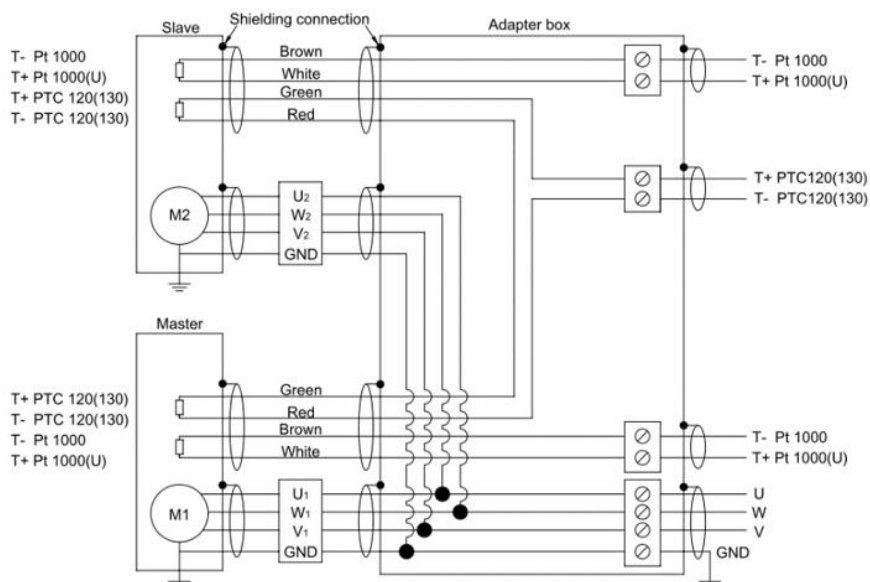 Slave
Shielding connection
Adapter box
T- Pt 1000
T+ Pt 1000(U)
T+ PTC 120(130)
T- PTC 120(130)
Brown
White
Green
Red
T- Pt 1000
T+ Pt 1000(U)
T+ PTC120(130)
T- PTC120(130)
M2
U2
W2
V2
GND
Master
T+ PTC 120(130)
T- PTC 120(130)
T- Pt 1000
T+ Pt 1000(U)
Green
Red
Brown
White
T- Pt 1000
T+ Pt 1000(U)
M1
U1
W1
V1
GND
U
W
V
GND